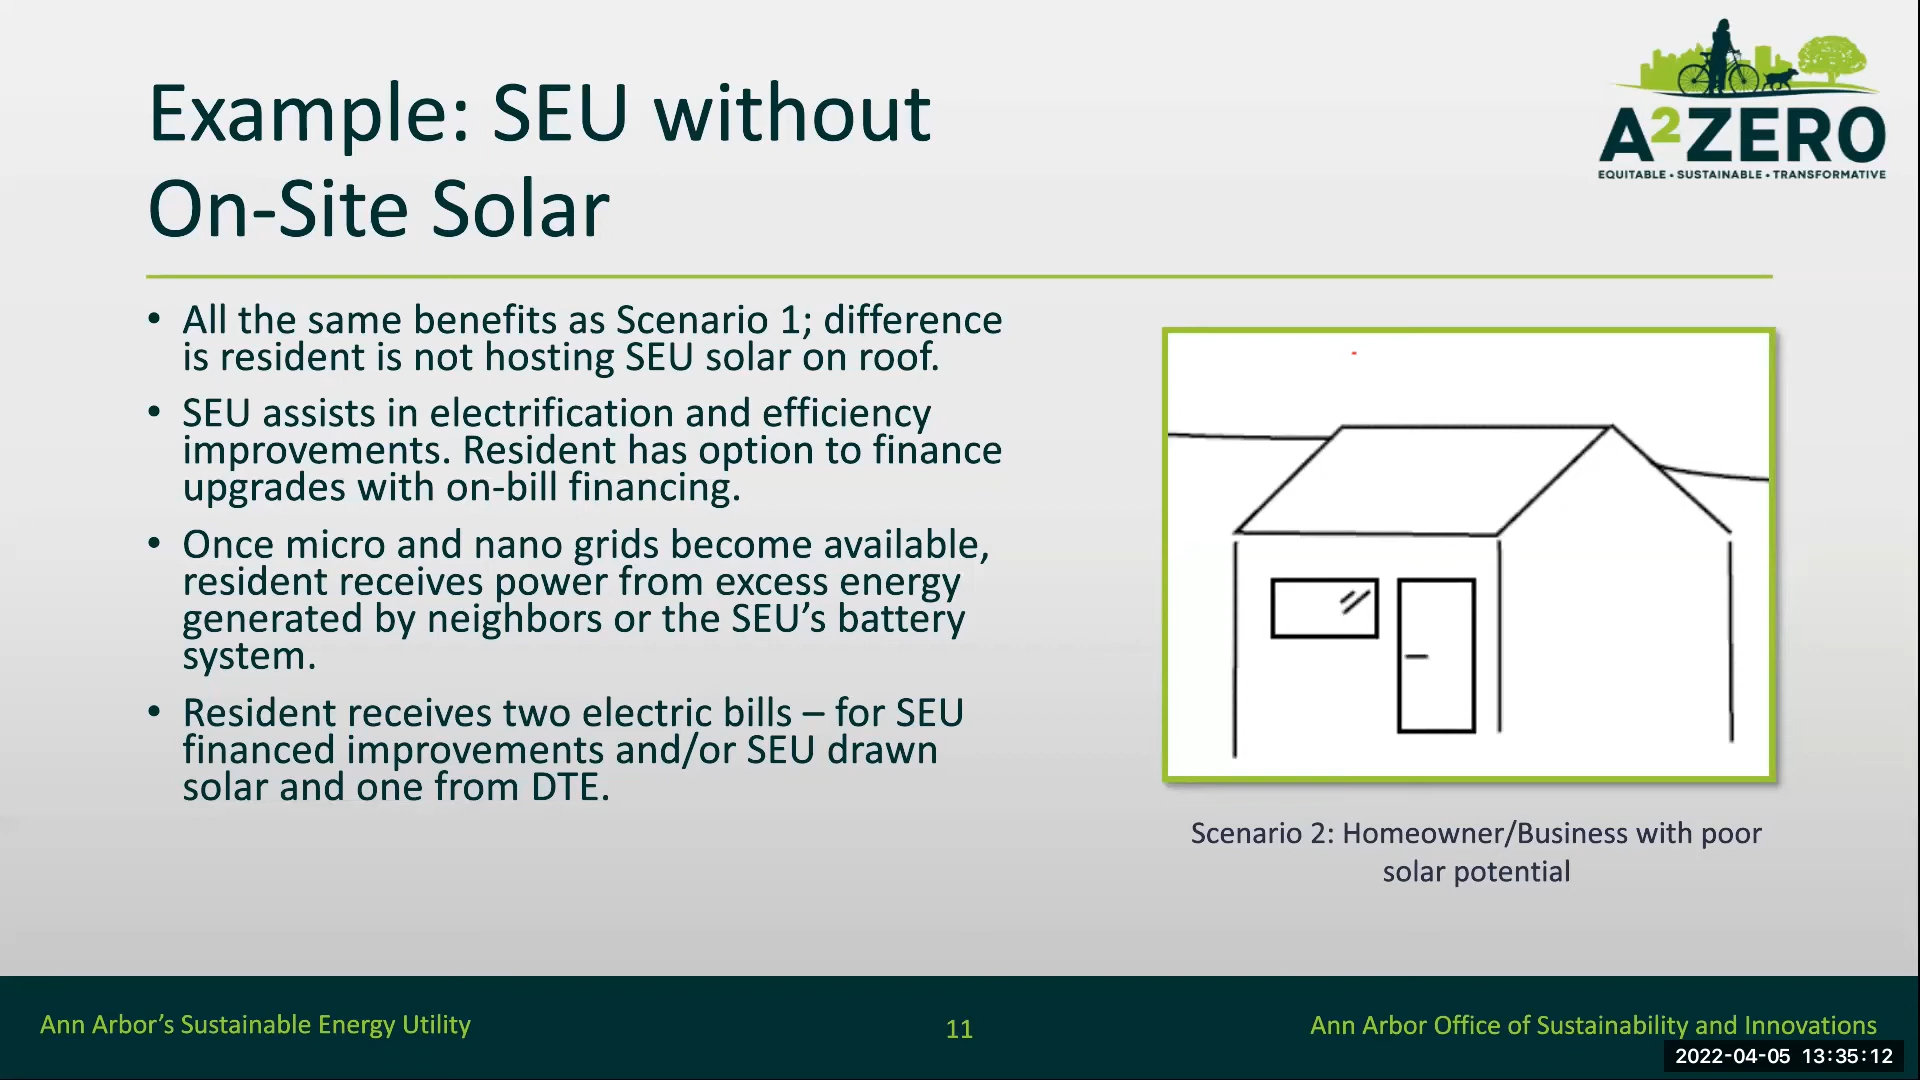 Example: SEU without
On-Site Solar
A²ZERO
EQUITABLE • SUSTAINABLE • TRANSFORMATIVE
• All the same benefits as Scenario 1; difference
is resident is not hosting SEU solar on roof.
• SEU assists in electrification and efficiency
improvements. Resident has option to finance
upgrades with on-bill financing.
• Once micro and nano grids become available,
resident receives power from excess energy
generated by neighbors or the SEU’s battery
system.
• Resident receives two electric bills – for SEU
financed improvements and/or SEU drawn
solar and one from DTE.
Scenario 2: Homeowner/Business with poor
solar potential
Ann Arbor’s Sustainable Energy Utility
11
Ann Arbor Office of Sustainability and Innovations
2022-04-05 13:35:12